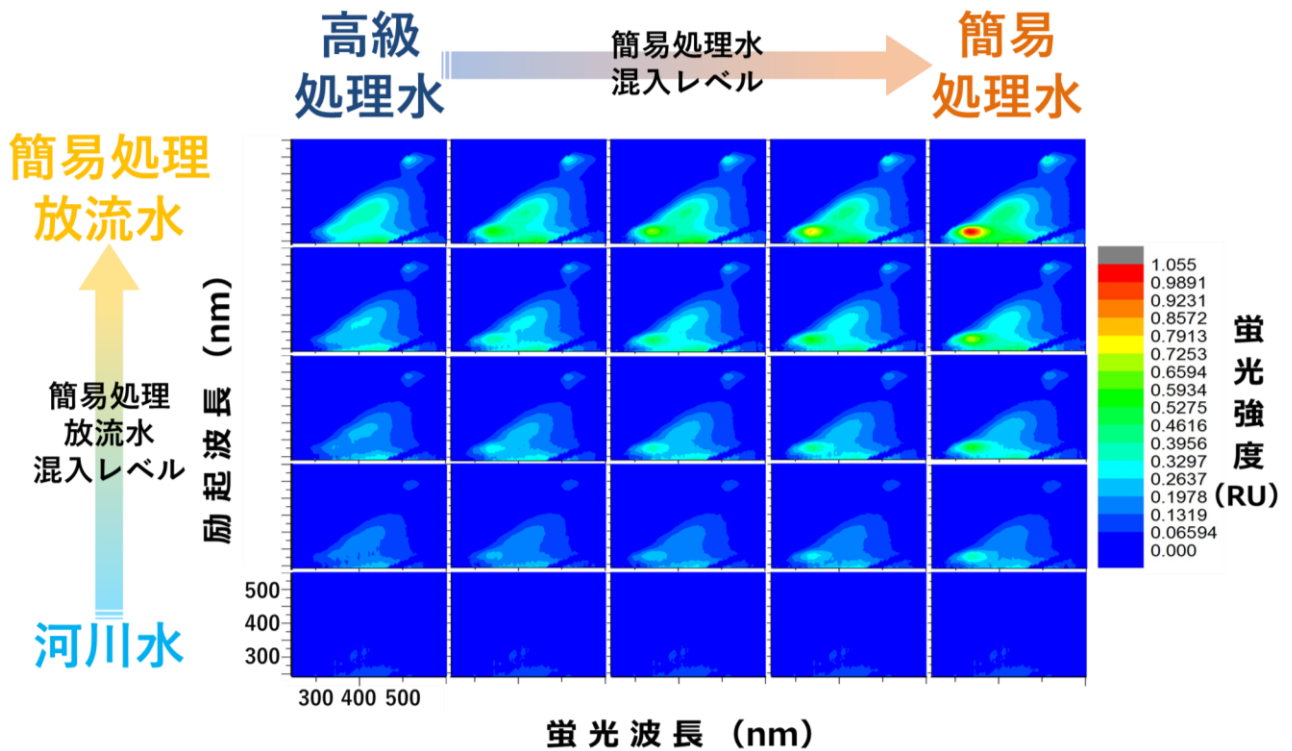 高級
処理水
簡易処理水
混入レベル
簡易
処理水
簡易処理
放流水
簡易処理
放流水
混入レベル
河川水
励起波長（nm）
500
400
300
300 400 500
蛍光波長（nm）
1.055
0.9891
0.9231
0.8572
0.7913
0.7253
0.6594
0.5934
0.5275
0.4616
0.3956
0.3297
0.2637
0.1978
0.1319
0.06594
0.000
蛍光強度
（RU）